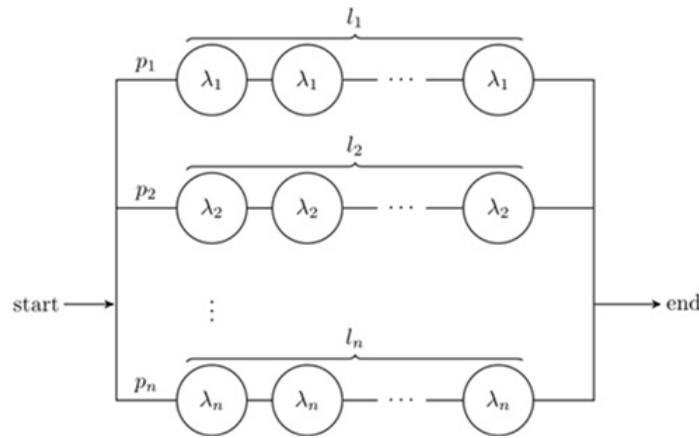 l₁
p₁ λ₁ λ₁ ··· λ₁
l₂
p₂ λ₂ λ₂ ··· λ₂
start ⋮ end
lₙ
pₙ λₙ λₙ ··· λₙ